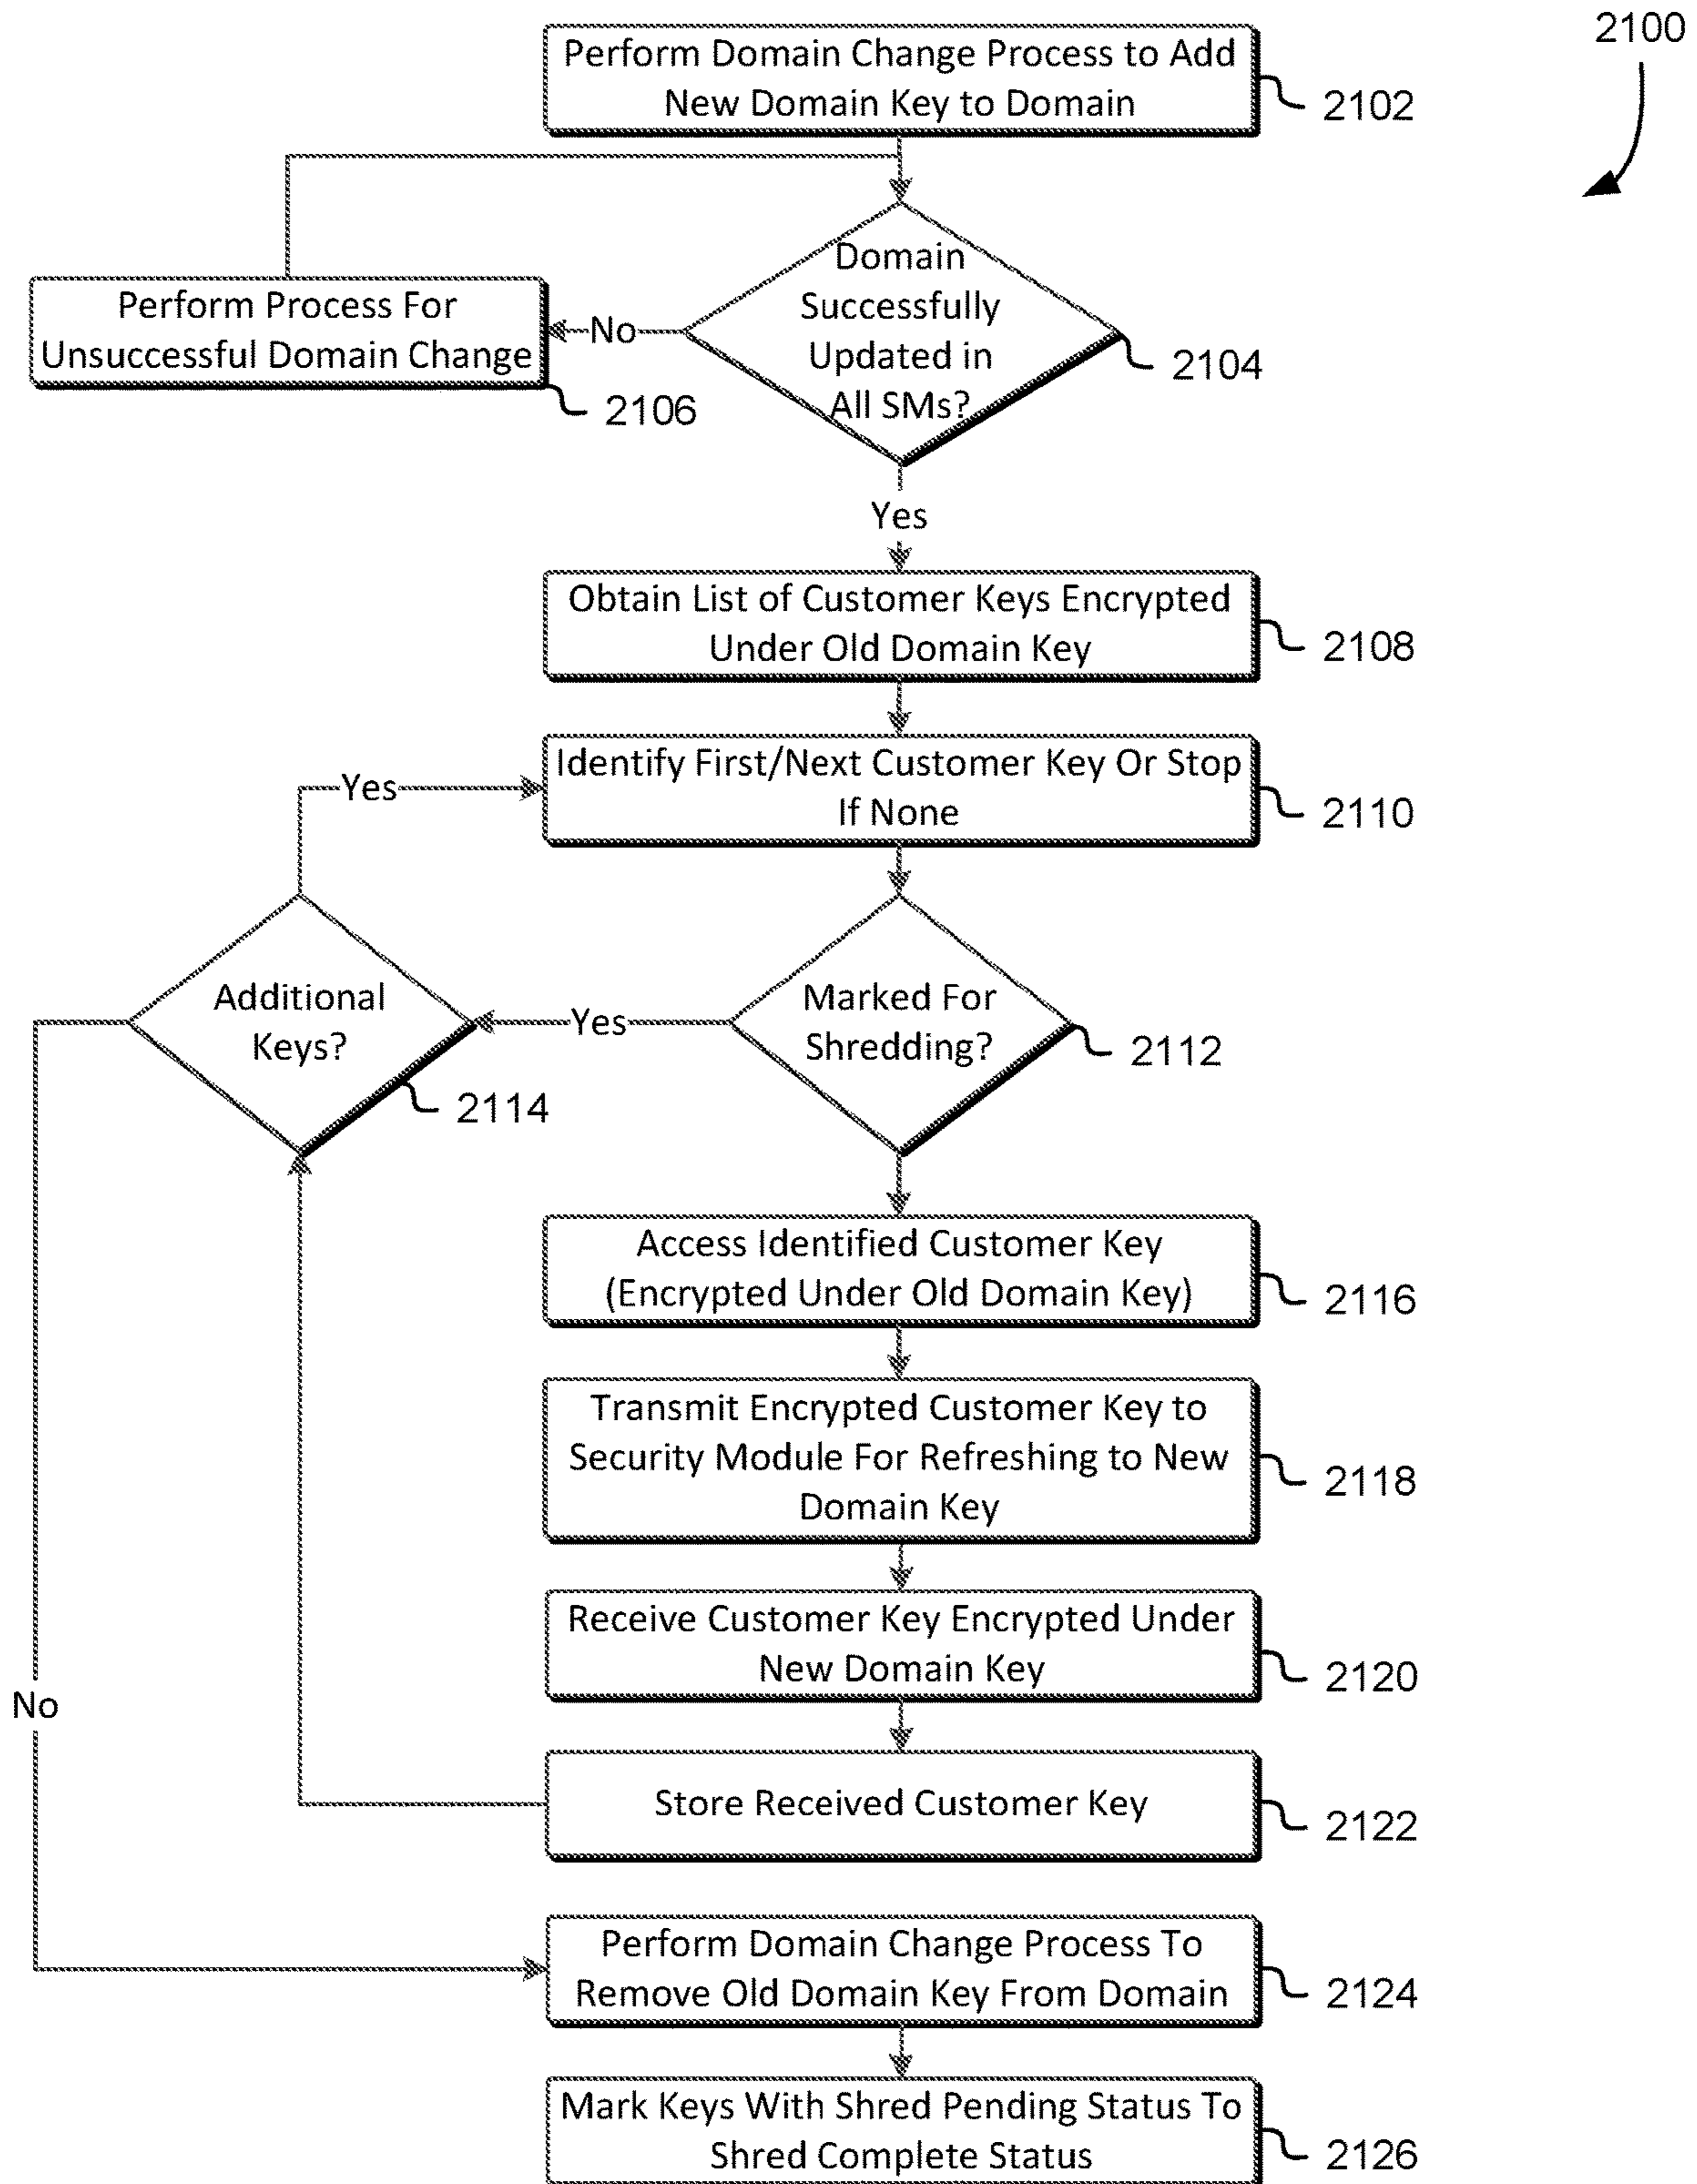 2100
Perform Domain Change Process to Add
New Domain Key to Domain
2102
Domain
Successfully
Updated in
All SMs?
2104
No
Perform Process For
Unsuccessful Domain Change
2106
Yes
Obtain List of Customer Keys Encrypted
Under Old Domain Key
2108
Identify First/Next Customer Key Or Stop
If None
2110
Yes
Marked For
Shredding?
2112
Yes
Additional
Keys?
2114
Access Identified Customer Key
(Encrypted Under Old Domain Key)
2116
Transmit Encrypted Customer Key to
Security Module For Refreshing to New
Domain Key
2118
Receive Customer Key Encrypted Under
New Domain Key
2120
No
Store Received Customer Key
2122
Perform Domain Change Process To
Remove Old Domain Key From Domain
2124
Mark Keys With Shred Pending Status To
Shred Complete Status
2126